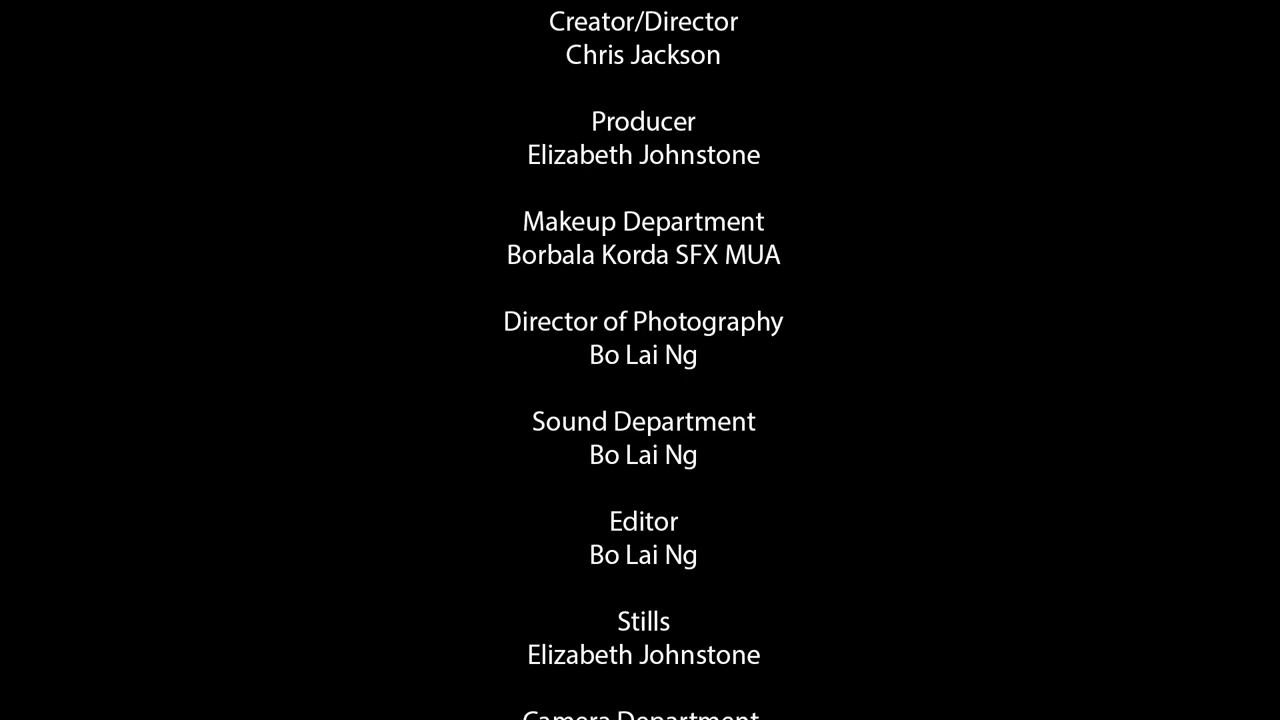 Creator/Director
Chris Jackson
Producer
Elizabeth Johnstone
Makeup Department
Borbala Korda SFX MUA
Director of Photography
Bo Lai Ng
Sound Department
Bo Lai Ng
Editor
Bo Lai Ng
Stills
Elizabeth Johnstone
Camera Department